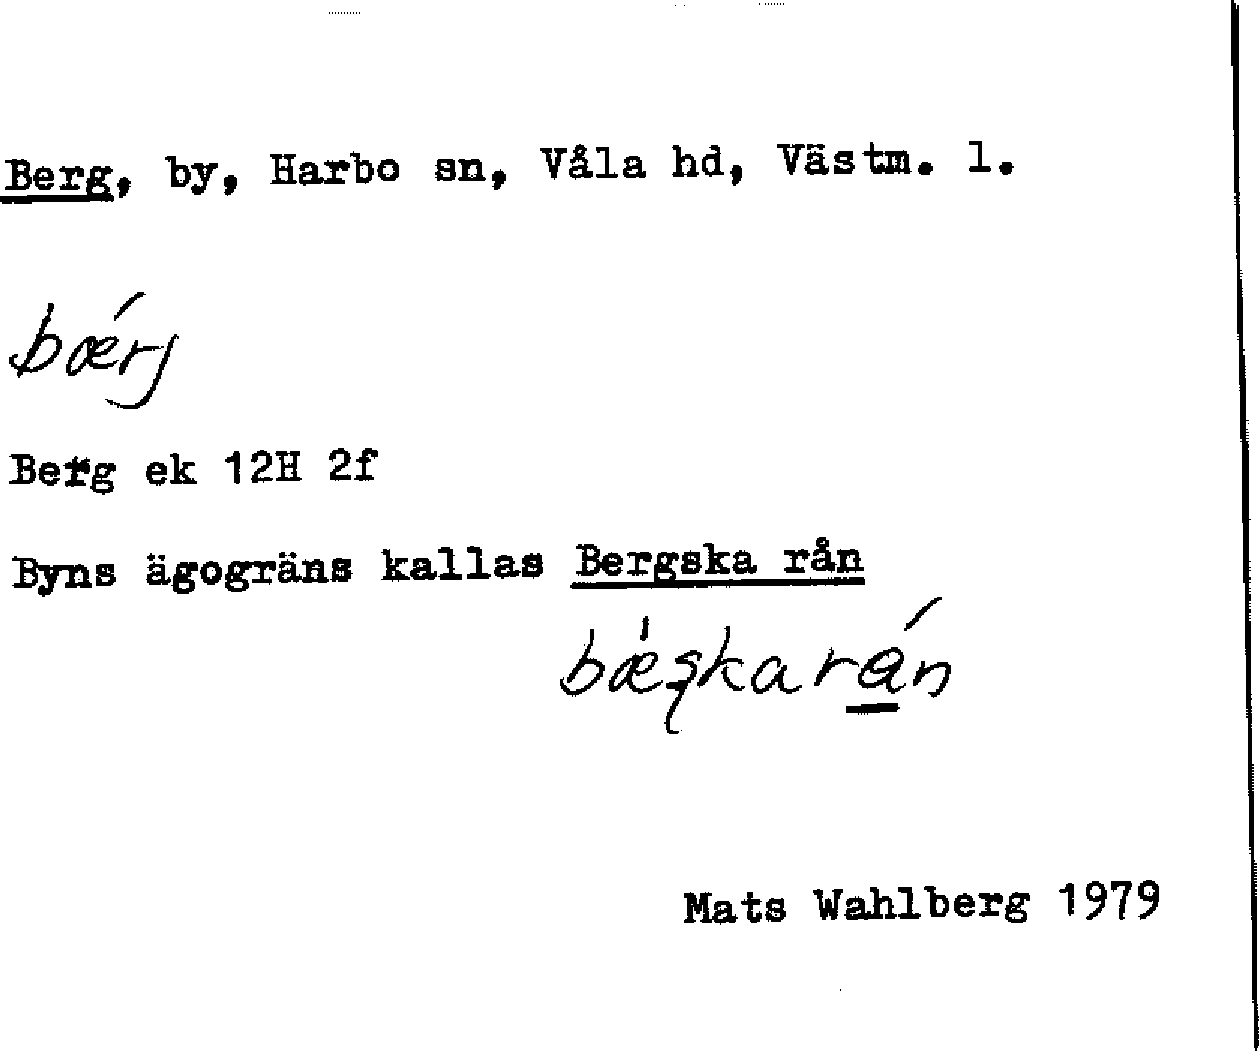 Berg, by, Harbo sn, Våla hd, Västm. l.
bǽrj
Berg ek 12H 2f
Byns ägogräns kallas Bergska rån
bǽʂkarán
Mats Wahlberg 1979